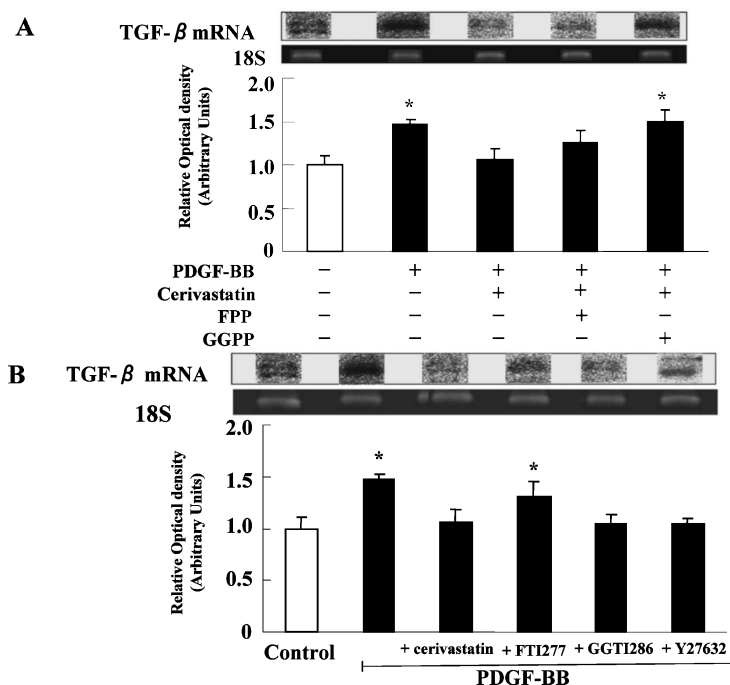 A
TGF-β mRNA
18S
Relative Optical density
(Arbitrary Units)
2.0
1.5
1.0
0.5
0
*
*
PDGF-BB − + + + +
Cerivastatin − − + + +
FPP − − − + −
GGPP − − − − +
B
TGF-β mRNA
18S
Relative Optical density
(Arbitrary Units)
2.0
1.5
1.0
0.5
0
*
*
Control
+ cerivastatin + FTI277 + GGTI286 + Y27632
PDGF-BB